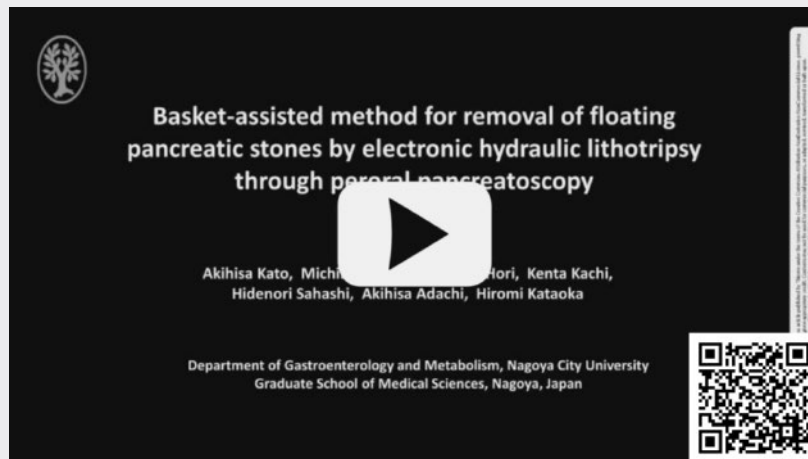 Basket-assisted method for removal of floating
pancreatic stones by electronic hydraulic lithotripsy
through peroral pancreatoscopy
Akihisa Kato, Hori, Kenta Kachi,
Hidenori Sahashi, Akihisa Adachi, Hiromi Kataoka
Department of Gastroenterology and Metabolism, Nagoya City University
Graduate School of Medical Sciences, Nagoya, Japan